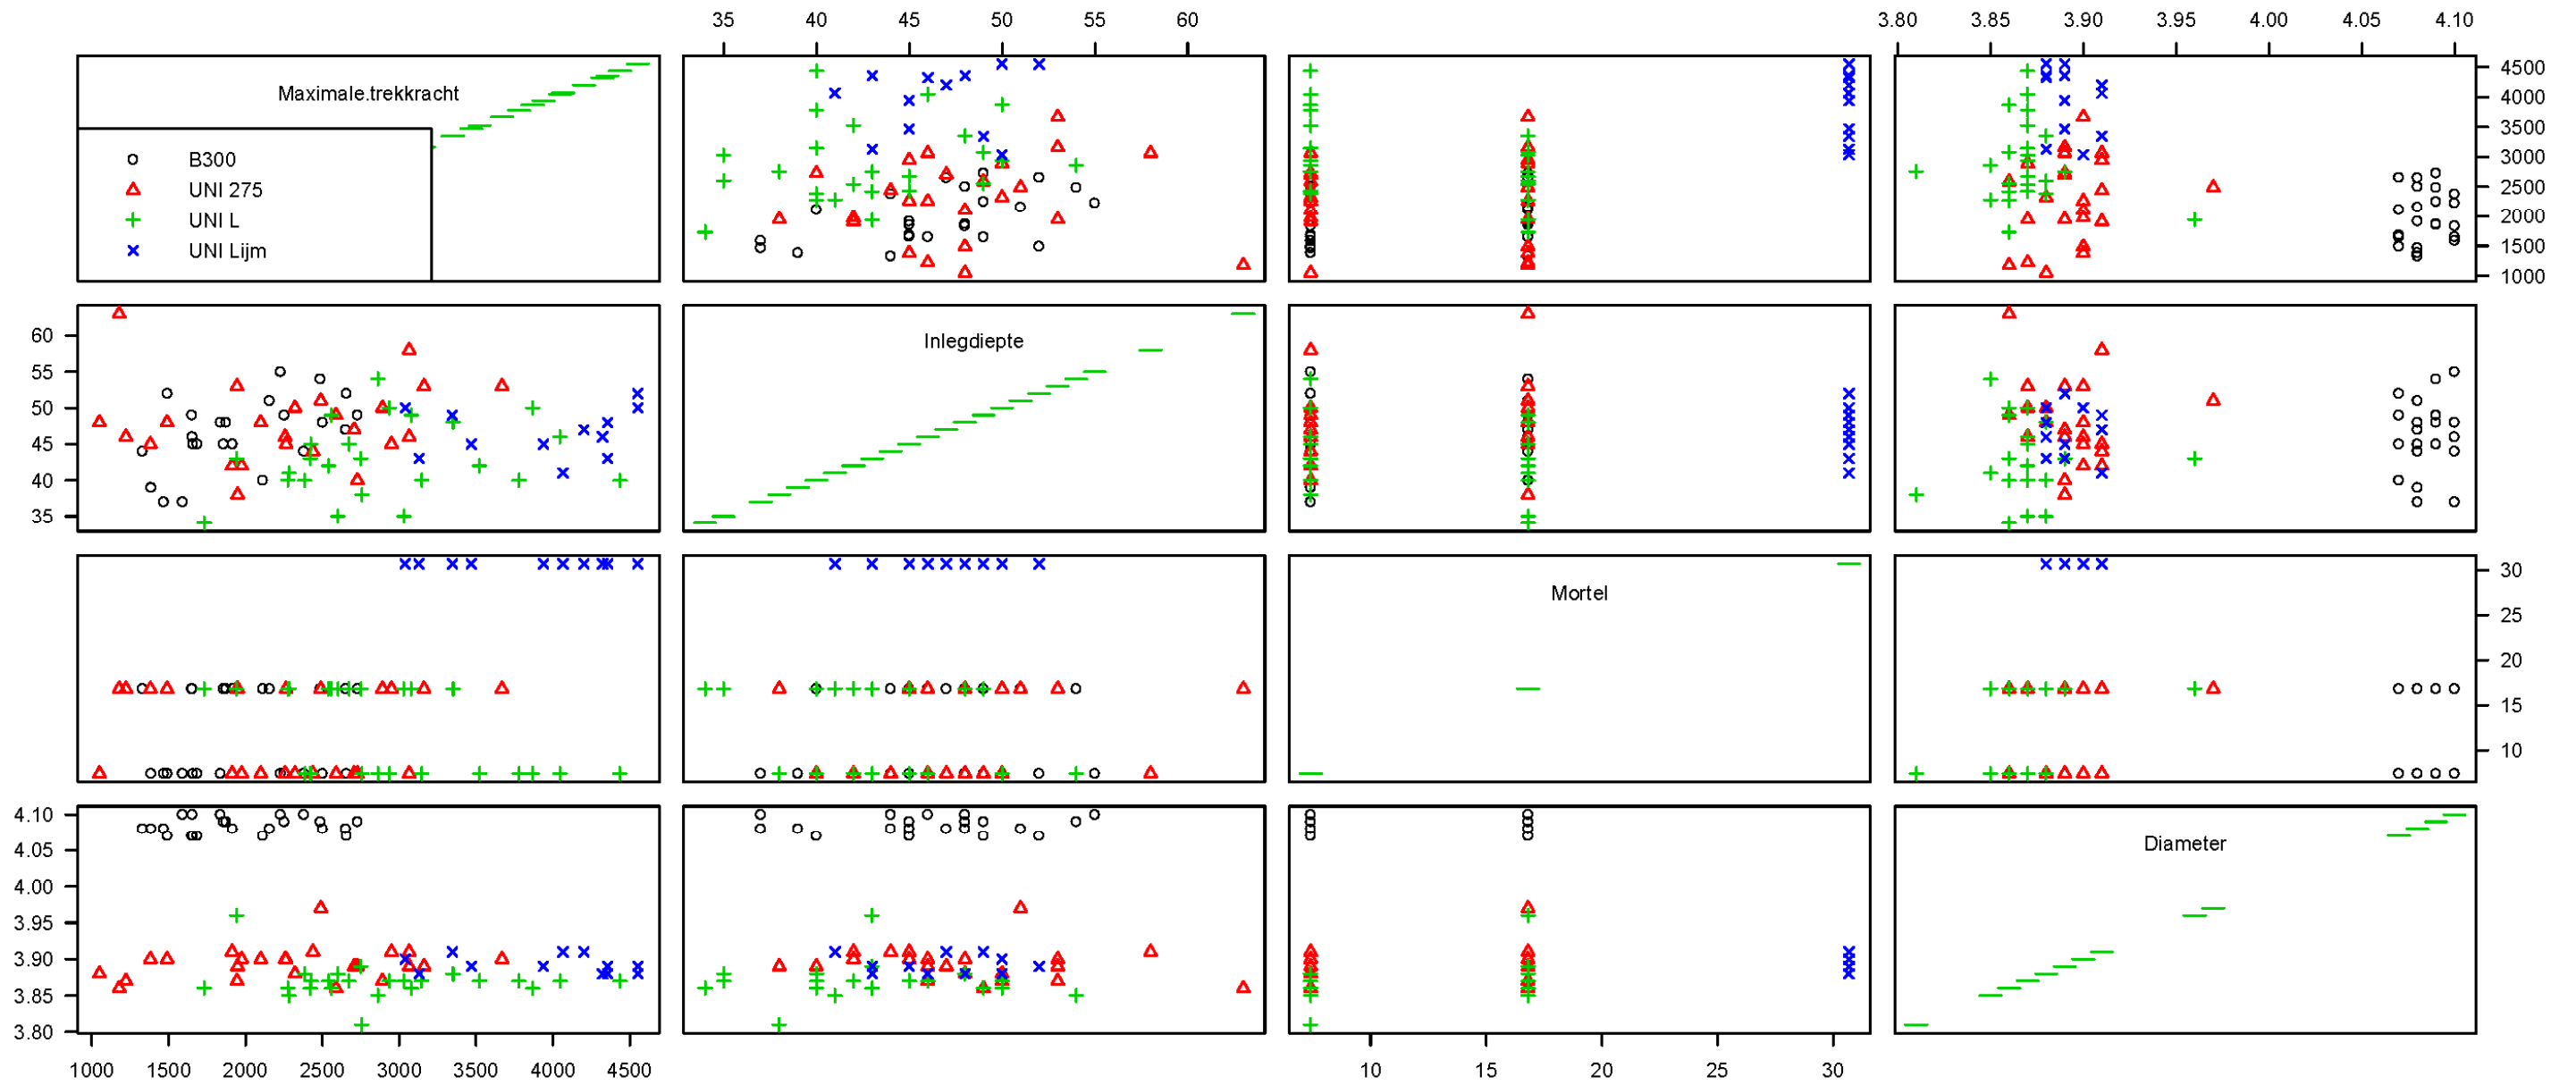 35 40 45 50 55 60
3.80 3.85 3.90 3.95 4.00 4.05 4.10
Maximale.trekkracht
B300
UNI 275
UNI L
UNI Lijm
4500
4000
3500
3000
2500
2000
1500
1000
60
55
50
45
40
35
Inlegdiepte
Mortel
30
25
20
15
10
4.10
4.05
4.00
3.95
3.90
3.85
3.80
Diameter
1000 1500 2000 2500 3000 3500 4000 4500
10 15 20 25 30